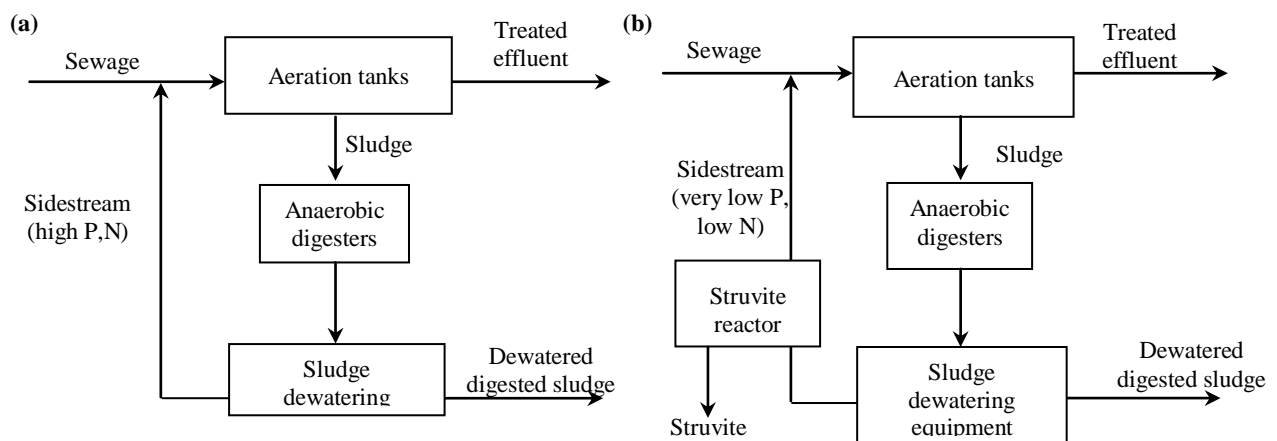 (a)
Sewage
Aeration tanks
Treated
effluent
Sludge
Sidestream
(high P,N)
Anaerobic
digesters
Sludge
dewatering
Dewatered
digested sludge
(b)
Sewage
Aeration tanks
Treated
effluent
Sludge
Sidestream
(very low P,
low N)
Anaerobic
digesters
Struvite
reactor
Sludge
dewatering
equipment
Dewatered
digested sludge
Struvite